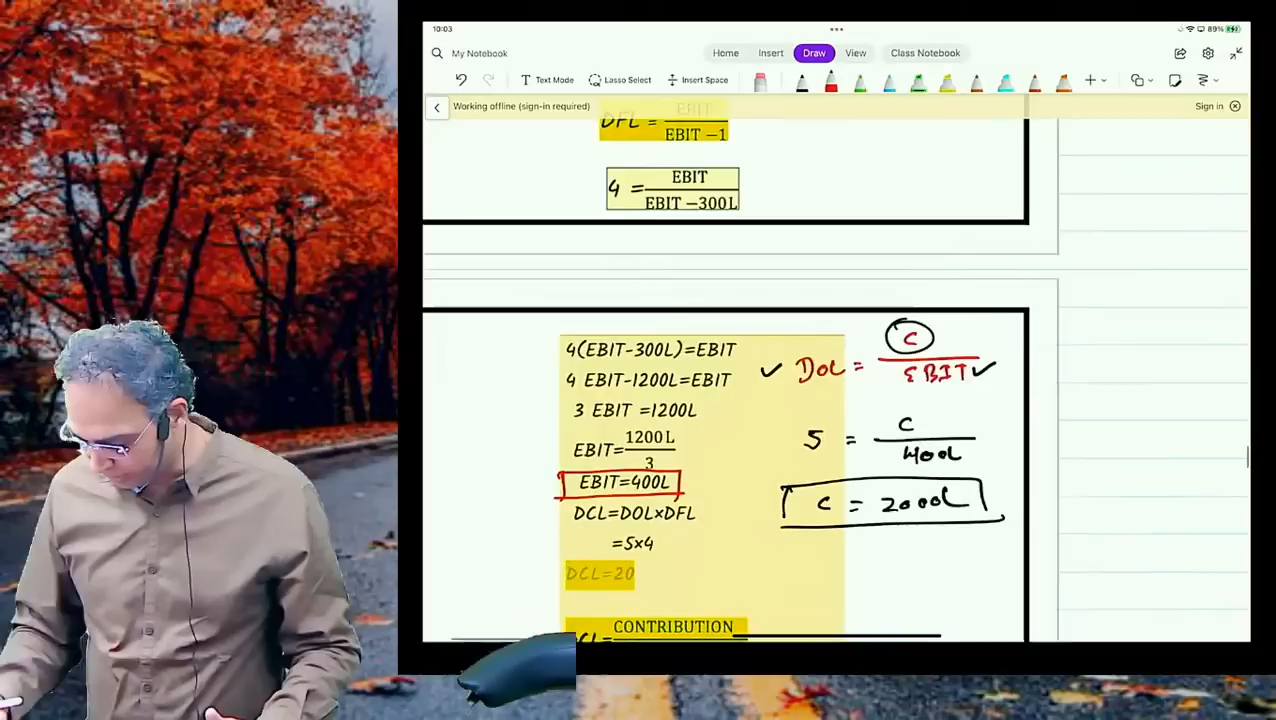 10:03
89%
My Notebook
Home Insert Draw View Class Notebook
Text Mode Lasso Select Insert Space
Working offline (sign-in required)
Sign in
DFL = EBIT
EBIT −1
4 = EBIT
EBIT −300L
4(EBIT-300L)=EBIT
4 EBIT-1200L=EBIT
3 EBIT =1200L
EBIT= 1200L
3
EBIT=400L
DCL=DOL×DFL
=5×4
DCL=20
CONTRIBUTION
DOL = C
EBIT
5 = C
400L
C = 2000L